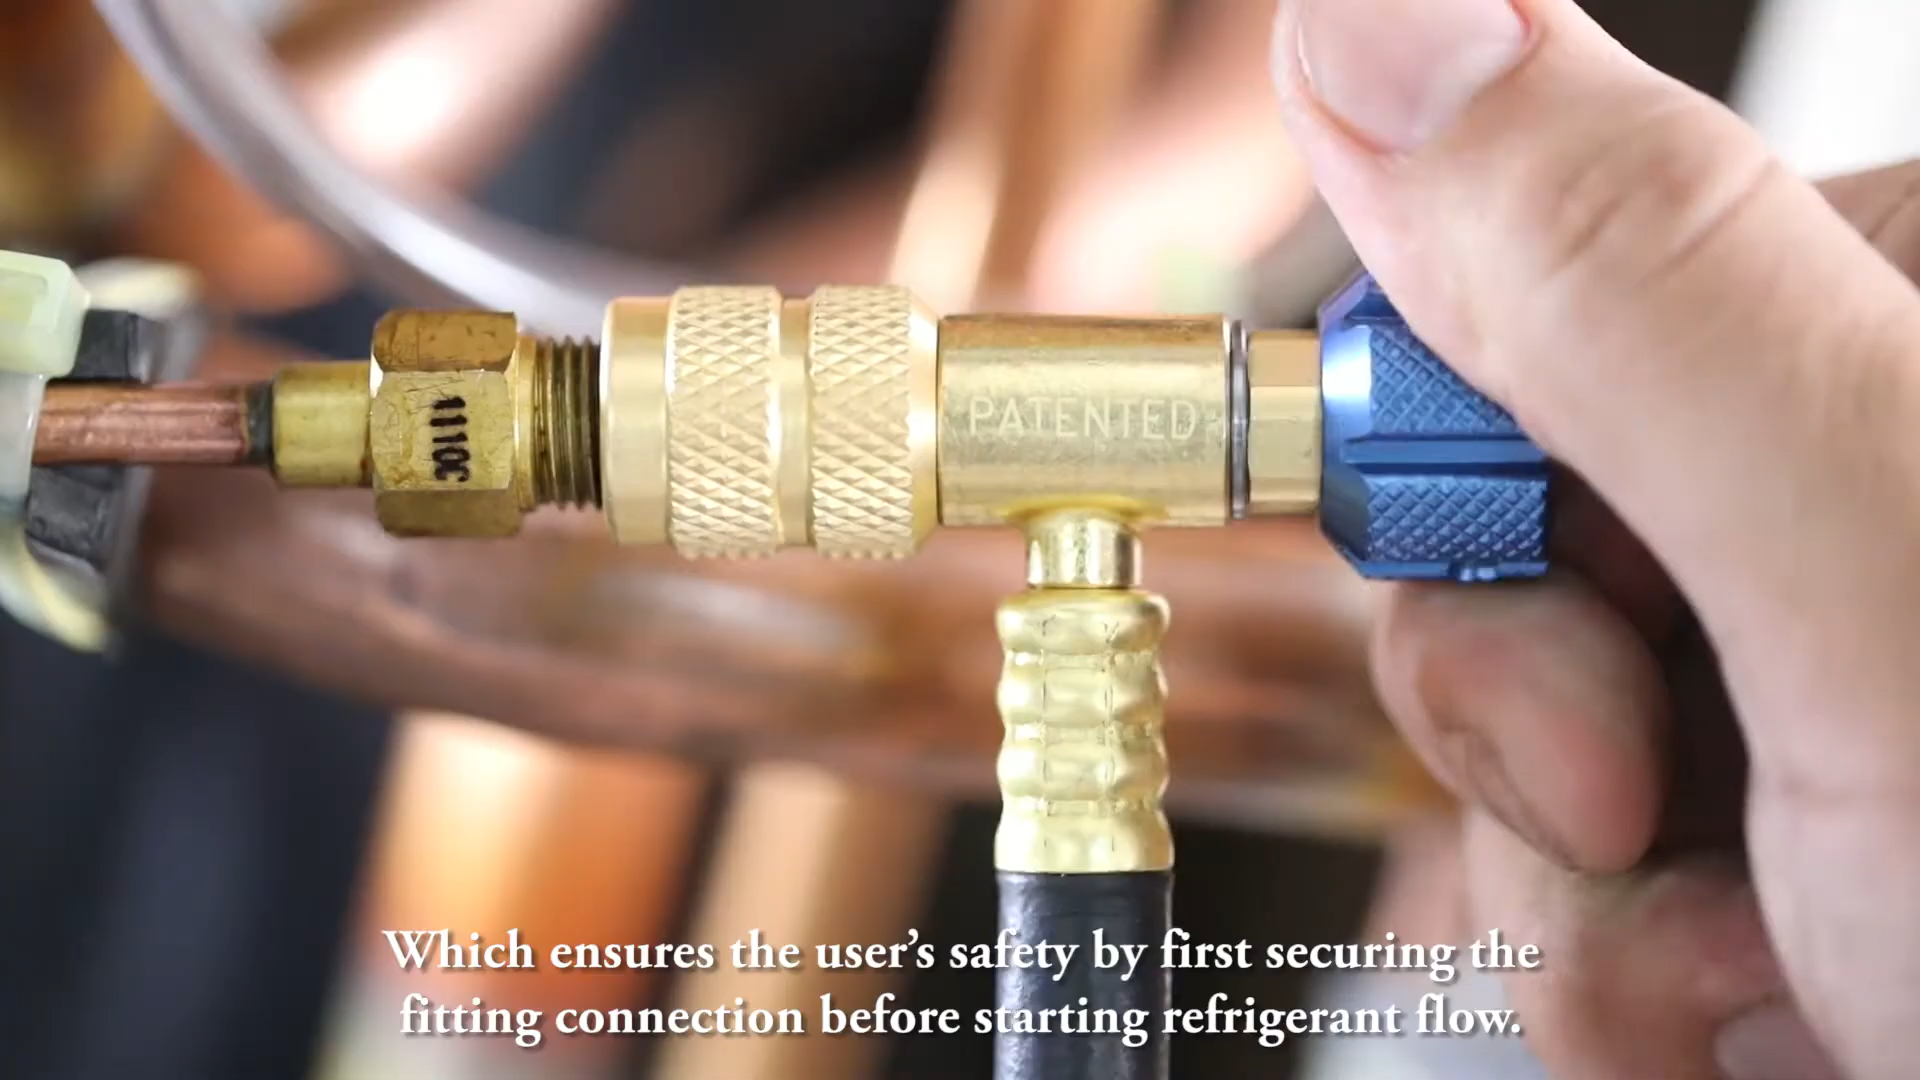 1110C
PATENTED
Which ensures the user's safety by first securing the
fitting connection before starting refrigerant flow.